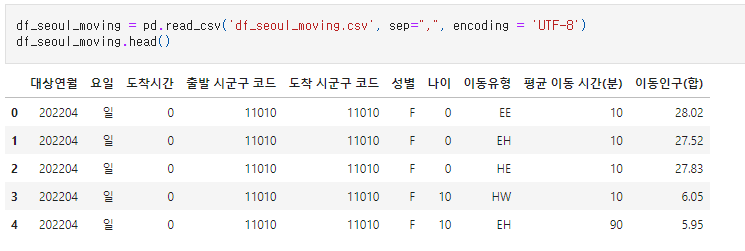 df_seoul_moving = pd.read_csv('df_seoul_moving.csv', sep=",", encoding = 'UTF-8')
df_seoul_moving.head()
대상연월 요일 도착시간 출발 시군구 코드 도착 시군구 코드 성별 나이 이동유형 평균 이동 시간(분) 이동인구(합)
0 202204 일 0 11010 11010 F 0 EE 10 28.02
1 202204 일 0 11010 11010 F 0 EH 10 27.52
2 202204 일 0 11010 11010 F 0 HE 10 27.83
3 202204 일 0 11010 11010 F 10 HW 10 6.05
4 202204 일 0 11010 11010 F 10 EH 90 5.95